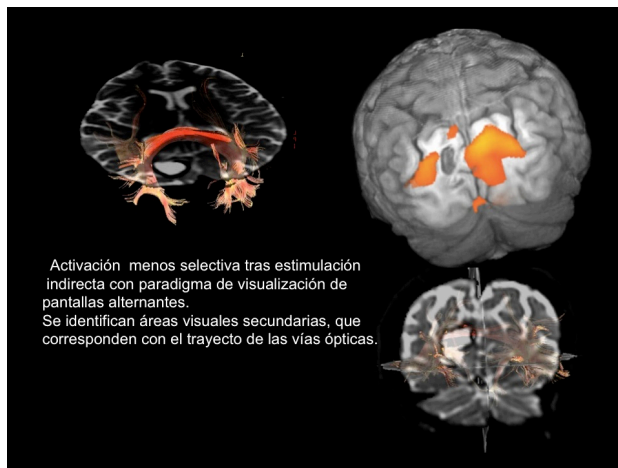 Activación menos selectiva tras estimulación
indirecta con paradigma de visualización de
pantallas alternantes.
Se identifican áreas visuales secundarias, que
corresponden con el trayecto de las vías ópticas.